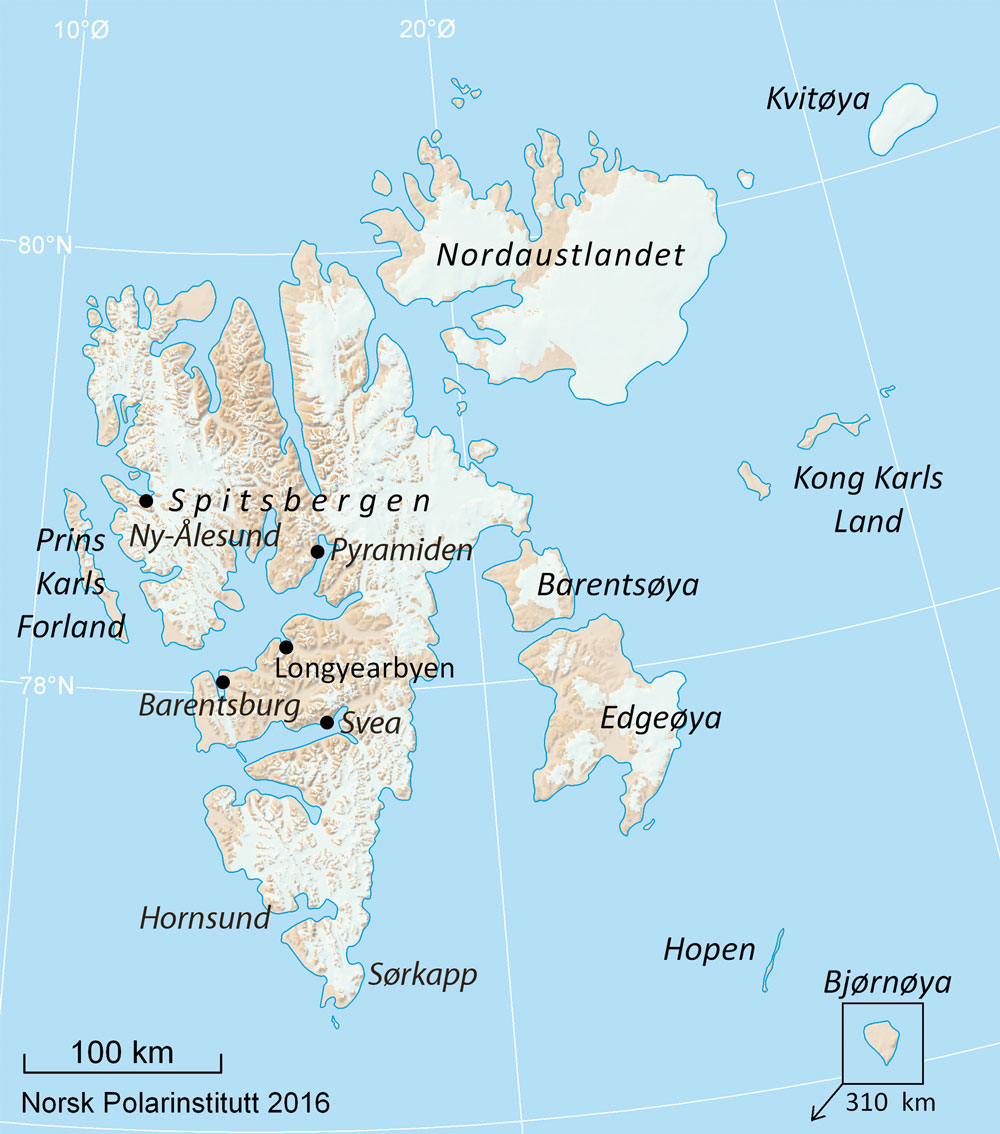 10°Ø
20°Ø
Kvitøya
80°N
Nordaustlandet
Kong Karls
Land
Spitsbergen
Ny-Ålesund
Pyramiden
Prins
Karls
Forland
Barentsøya
Longyearbyen
78°N
Barentsburg
Svea
Edgeøya
Hornsund
Sørkapp
Hopen
Bjørnøya
310 km
100 km
Norsk Polarinstitutt 2016